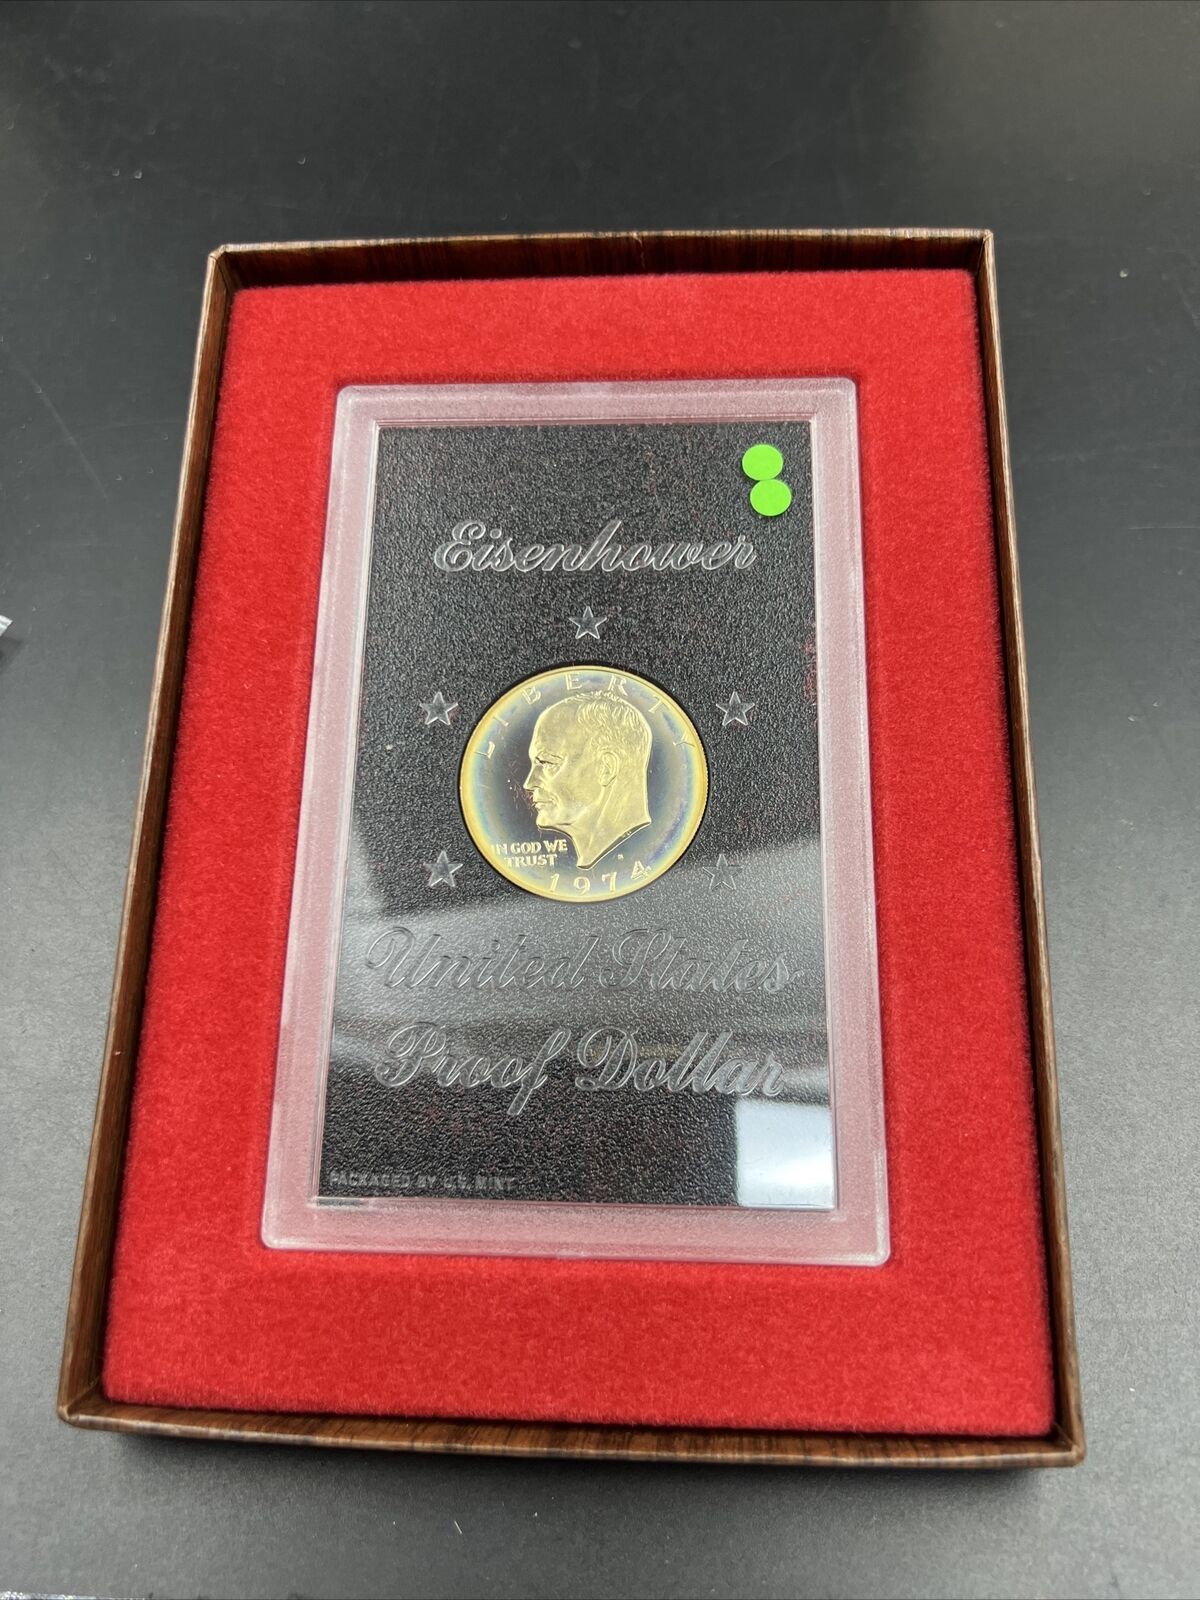 Eisenhower
LIBERTY
IN GOD WE
TRUST
S
1974
United States
Proof Dollar
PACKAGED BY U.S. MINT